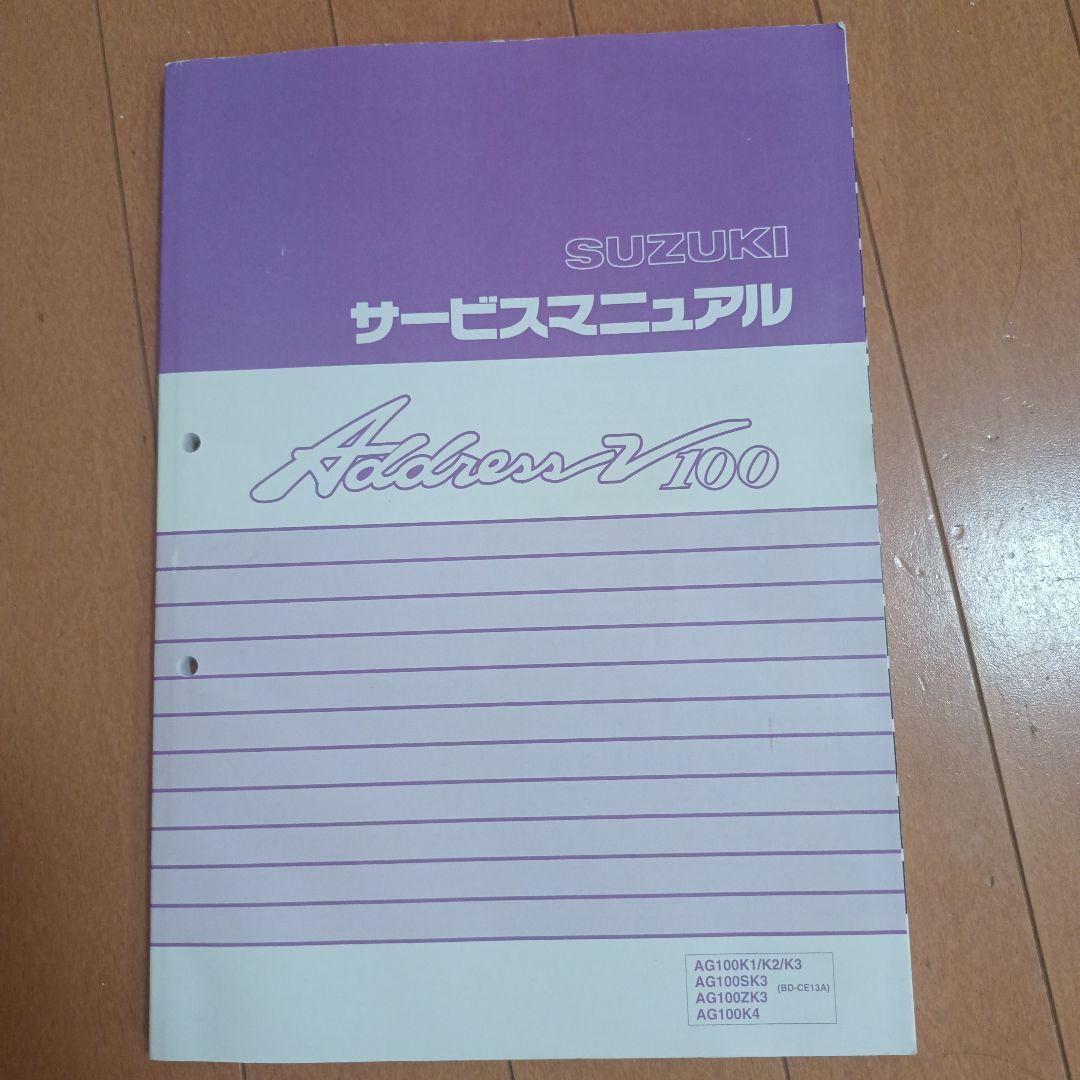 SUZUKI
サービスマニュアル
Address V100
AG100K1/K2/K3
AG100SK3
AG100ZK3
(BD-CE13A)
AG100K4